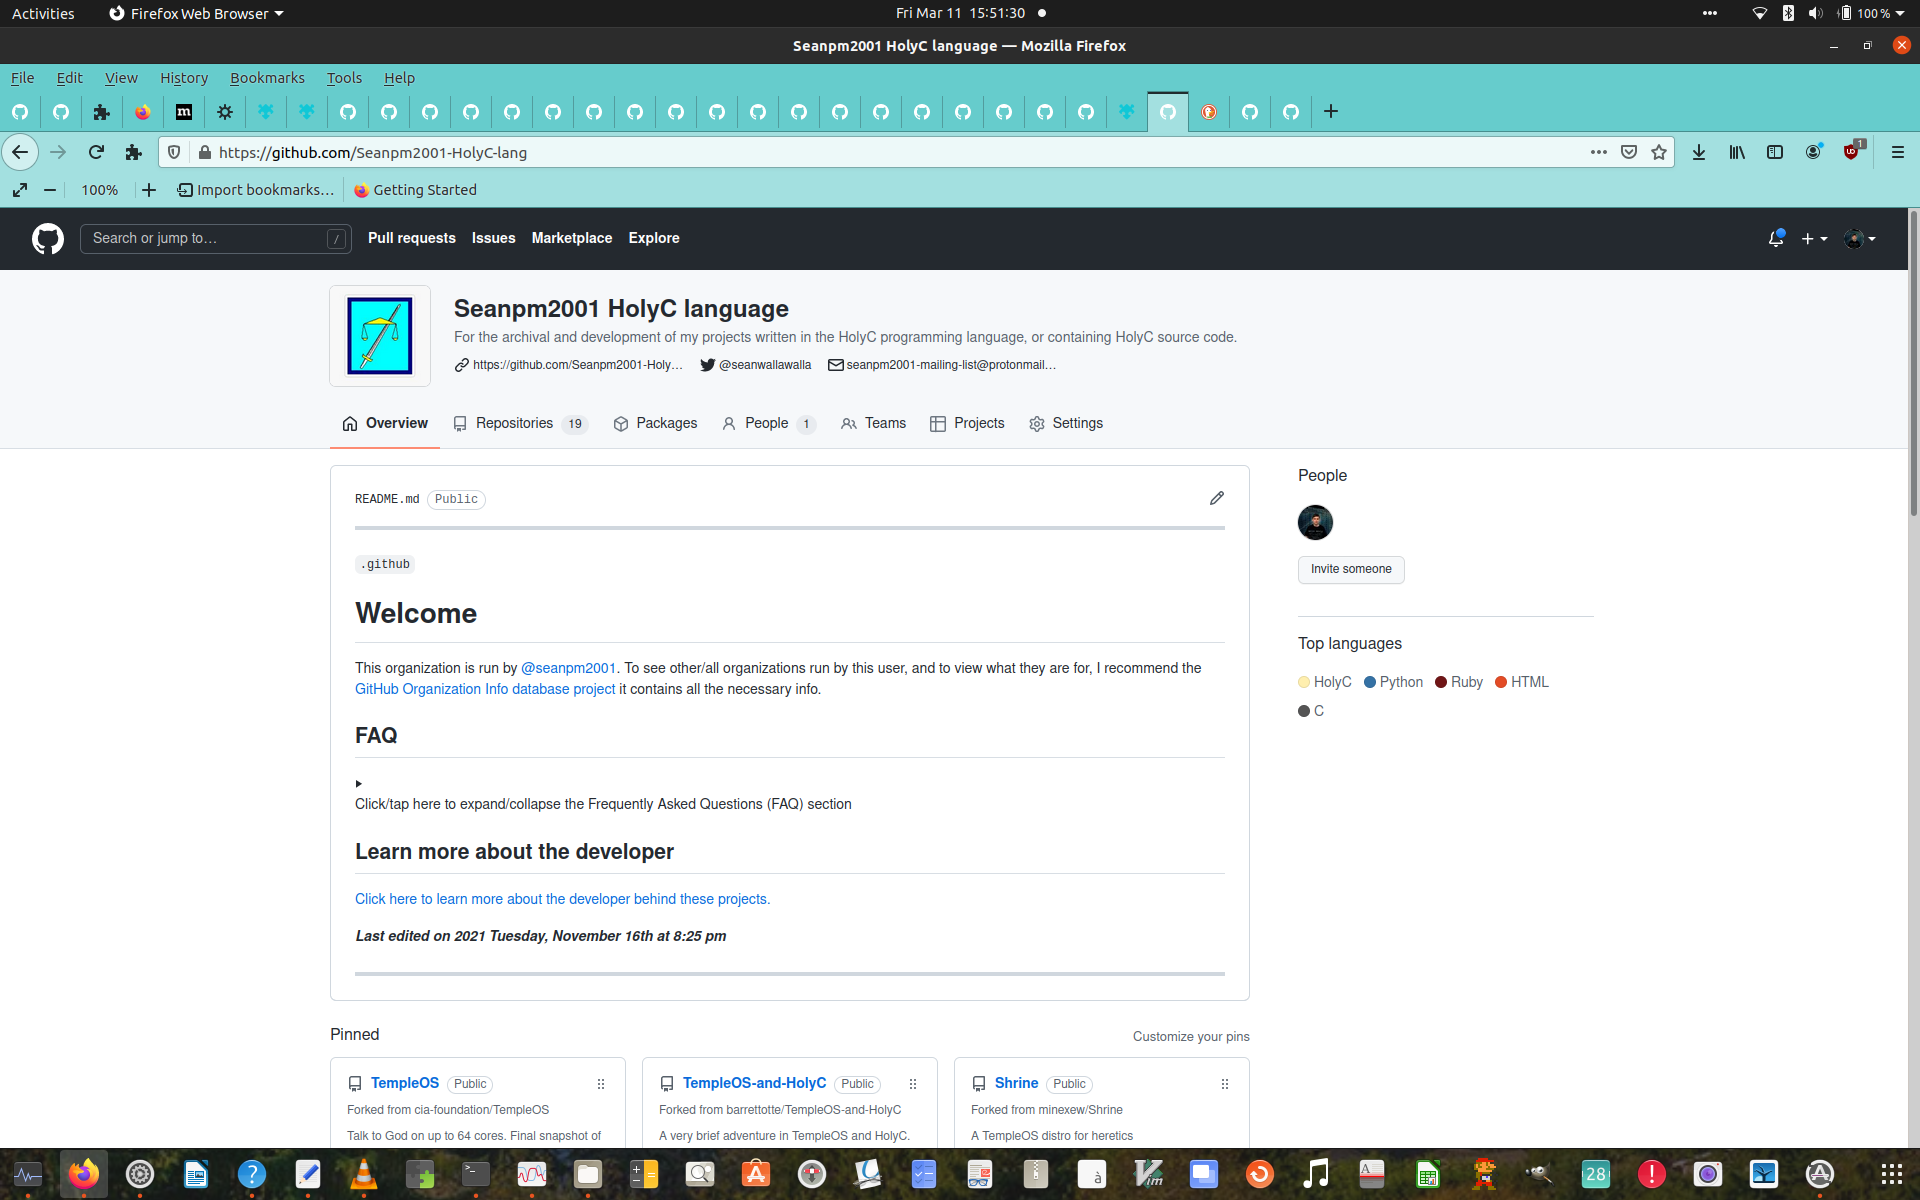 Activities
Firefox Web Browser
Fri Mar 11 15:51:30
100 %
Seanpm2001 HolyC language — Mozilla Firefox
File Edit View History Bookmarks Tools Help
https://github.com/Seanpm2001-HolyC-lang
1
100%
Import bookmarks…
Getting Started
Search or jump to…
/
Pull requests Issues Marketplace Explore
Seanpm2001 HolyC language
For the archival and development of my projects written in the HolyC programming language, or containing HolyC source code.
https://github.com/Seanpm2001-Holy…
@seanwallawalla
seanpm2001-mailing-list@protonmail…
Overview
Repositories 19
Packages
People 1
Teams
Projects
Settings
README.md Public
.github
Welcome
This organization is run by @seanpm2001. To see other/all organizations run by this user, and to view what they are for, I recommend the
GitHub Organization Info database project it contains all the necessary info.
FAQ
Click/tap here to expand/collapse the Frequently Asked Questions (FAQ) section
Learn more about the developer
Click here to learn more about the developer behind these projects.
Last edited on 2021 Tuesday, November 16th at 8:25 pm
People
Invite someone
Top languages
HolyC Python Ruby HTML
C
Pinned
Customize your pins
TempleOS Public
Forked from cia-foundation/TempleOS
Talk to God on up to 64 cores. Final snapshot of
TempleOS-and-HolyC Public
Forked from barrettotte/TempleOS-and-HolyC
A very brief adventure in TempleOS and HolyC.
Shrine Public
Forked from minexew/Shrine
A TempleOS distro for heretics
28